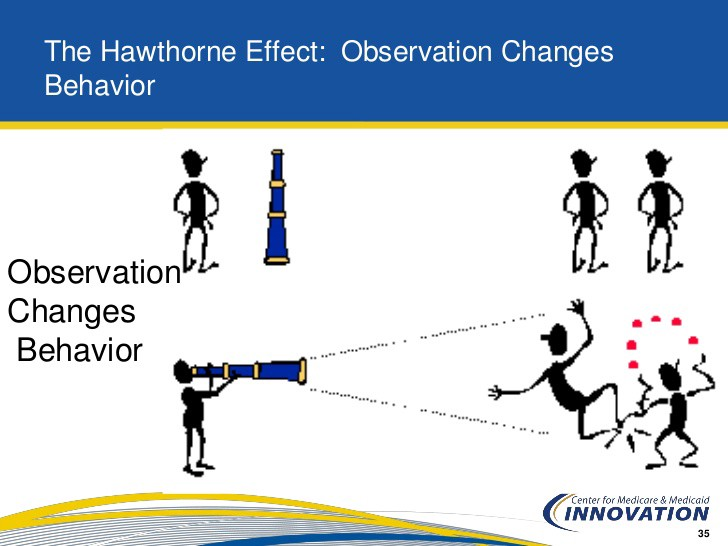 The Hawthorne Effect: Observation Changes
Behavior
Observation
Changes
Behavior
Center for Medicare & Medicaid
INNOVATION
35